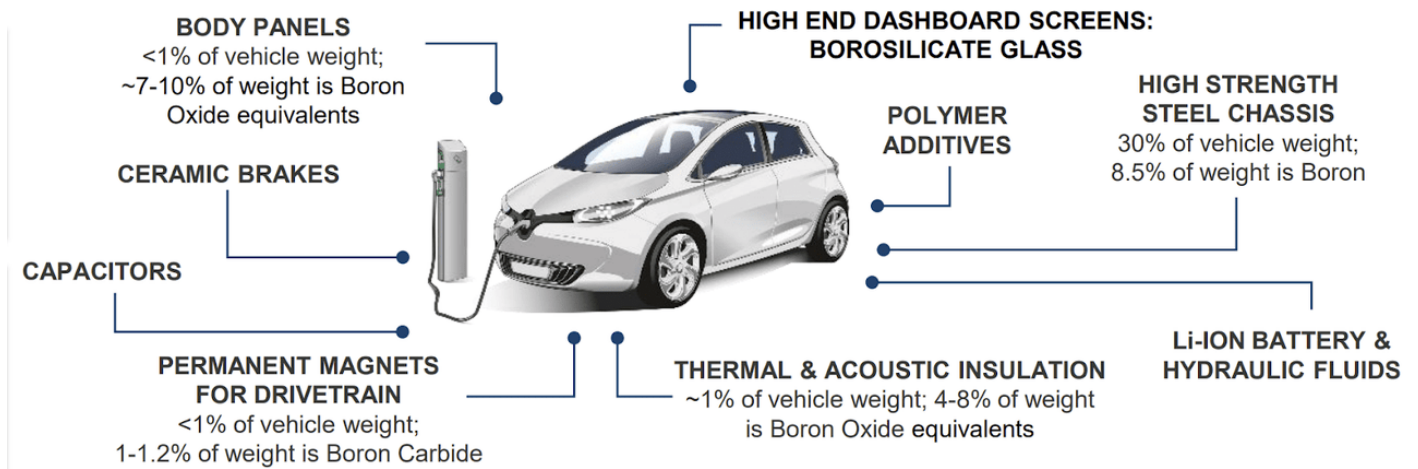 BODY PANELS
<1% of vehicle weight;
~7-10% of weight is Boron
Oxide equivalents
HIGH END DASHBOARD SCREENS:
BOROSILICATE GLASS
HIGH STRENGTH
STEEL CHASSIS
30% of vehicle weight;
8.5% of weight is Boron
POLYMER
ADDITIVES
CERAMIC BRAKES
CAPACITORS
PERMANENT MAGNETS
FOR DRIVETRAIN
<1% of vehicle weight;
1-1.2% of weight is Boron Carbide
THERMAL & ACOUSTIC INSULATION
~1% of vehicle weight; 4-8% of weight
is Boron Oxide equivalents
Li-ION BATTERY &
HYDRAULIC FLUIDS